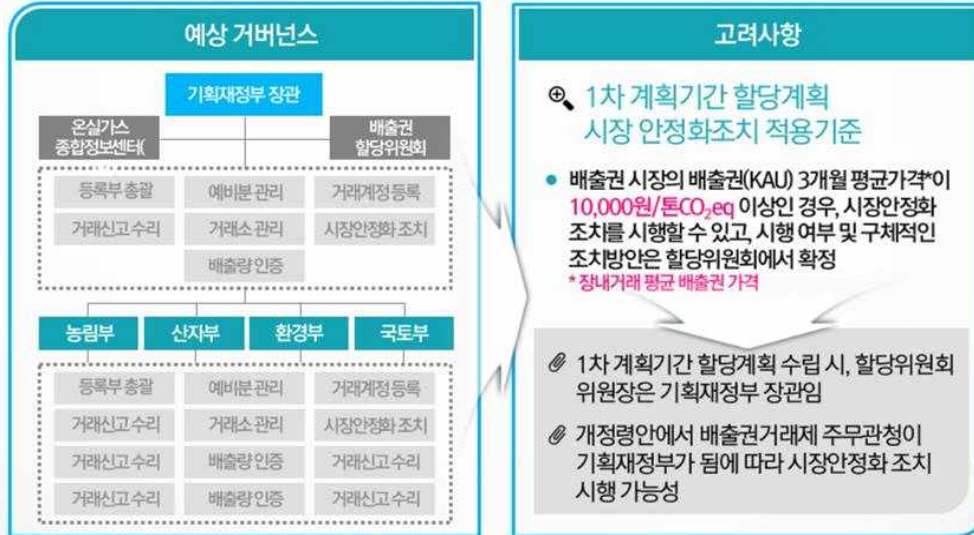 예상 거버넌스
기획재정부 장관
온실가스
종합정보센터(
배출권
할당위원회
등록부 총괄
예비분 관리
거래계정 등록
거래신고 수리
거래소 관리
시장안정화 조치
배출량 인증
농림부
산자부
환경부
국토부
등록부 총괄
예비분 관리
거래계정 등록
거래신고 수리
거래소 관리
시장안정화 조치
거래신고 수리
배출량 인증
거래신고 수리
거래신고 수리
배출량 인증
거래신고 수리
고려사항
1차 계획기간 할당계획
시장 안정화조치 적용기준
• 배출권 시장의 배출권(KAU) 3개월 평균가격*이
10,000원/톤CO₂eq 이상인 경우, 시장안정화
조치를 시행할 수 있고, 시행 여부 및 구체적인
조치방안은 할당위원회에서 확정
* 장내거래 평균 배출권 가격
1차 계획기간 할당계획 수립 시, 할당위원회
위원장은 기획재정부 장관임
개정령안에서 배출권거래제 주무관청이
기획재정부가 됨에 따라 시장안정화 조치
시행 가능성